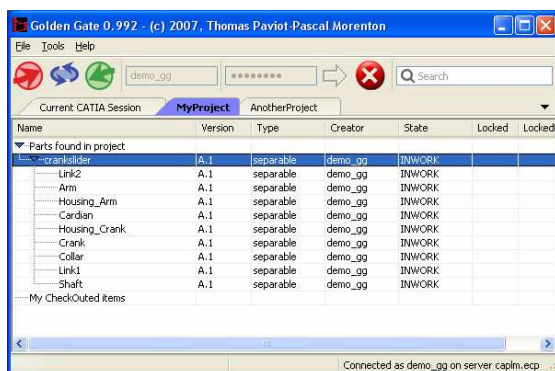 Golden Gate 0.992 - (c) 2007, Thomas Paviot-Pascal Morenton
File Tools Help
demo_gg ******** Search
Current CATIA Session MyProject AnotherProject
Name Version Type Creator State Locked Locked
Parts found in project
crankslider A.1 separable demo_gg INWORK
Link2 A.1 separable demo_gg INWORK
Arm A.1 separable demo_gg INWORK
Housing_Arm A.1 separable demo_gg INWORK
Cardian A.1 separable demo_gg INWORK
Housing_Crank A.1 separable demo_gg INWORK
Crank A.1 separable demo_gg INWORK
Collar A.1 separable demo_gg INWORK
Link1 A.1 separable demo_gg INWORK
Shaft A.1 separable demo_gg INWORK
My CheckOuted items
Connected as demo_gg on server caplm.ecp